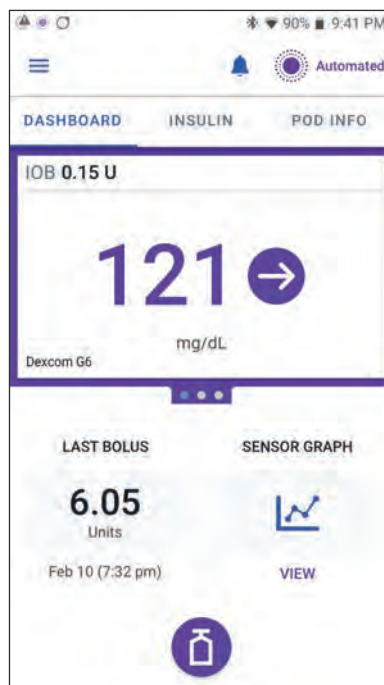 90% 9:41 PM
Automated
DASHBOARD INSULIN POD INFO
IOB 0.15 U
121
mg/dL
Dexcom G6
LAST BOLUS SENSOR GRAPH
6.05
Units
Feb 10 (7:32 pm) VIEW